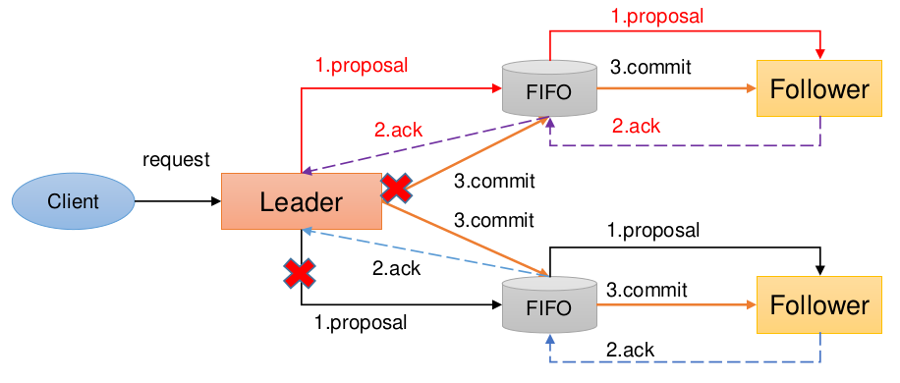 1.proposal
1.proposal
3.commit
FIFO
Follower
2.ack
2.ack
request
3.commit
Client
Leader
3.commit
1.proposal
2.ack
3.commit
FIFO
Follower
1.proposal
2.ack